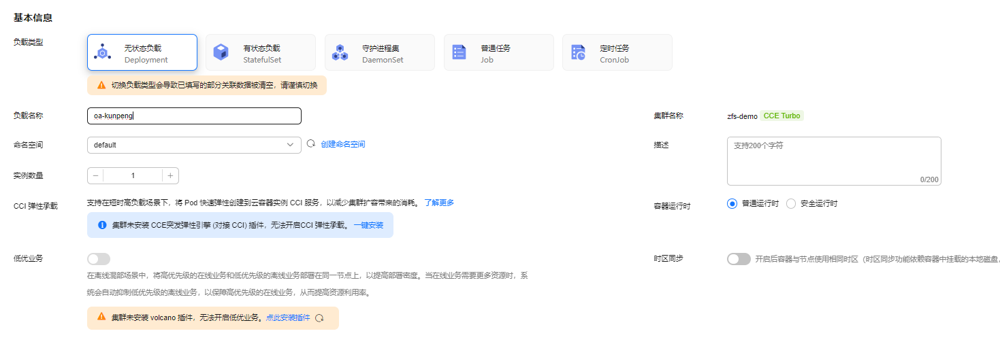 基本信息
负载类型
无状态负载
Deployment
有状态负载
StatefulSet
守护进程集
DaemonSet
普通任务
Job
定时任务
CronJob
切换负载类型会导致已填写的部分关联数据被清空，请谨慎切换
负载名称
oa-kunpeng
集群名称
zfs-demo CCE Turbo
命名空间
default
创建命名空间
描述
支持200个字符
0/200
实例数量
1
CCI 弹性承载
支持在短时高负载场景下，将 Pod 快速弹性创建到云容器实例 CCI 服务，以减少集群扩容带来的消耗。 了解更多
集群未安装 CCE突发弹性引擎 (对接 CCI) 插件，无法开启CCI 弹性承载。 一键安装
容器运行时
普通运行时
安全运行时
低优业务
在离线混部场景中，将高优先级的在线业务和低优先级的离线业务部署在同一节点上，以提高部署密度。当在线业务需要更多资源时，系
统会自动抑制低优先级的离线业务，以保障高优先级的在线业务，从而提高资源利用率。
集群未安装 volcano 插件，无法开启低优业务。点此安装插件
时区同步
开启后容器与节点使用相同时区（时区同步功能依赖容器中挂载的本地磁盘，